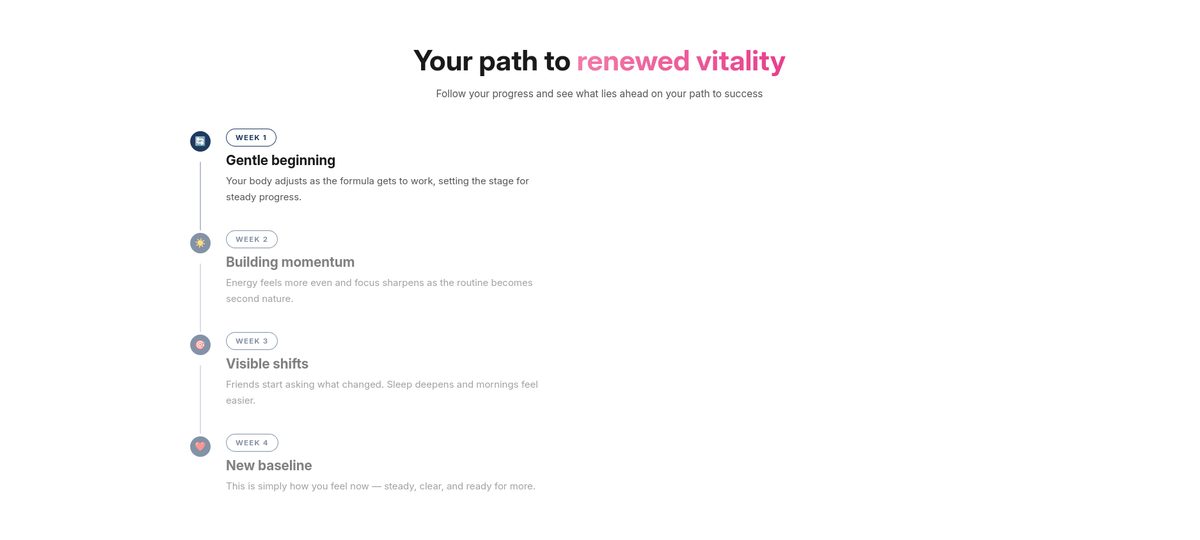 Your path to renewed vitality
Follow your progress and see what lies ahead on your path to success
WEEK 1
Gentle beginning
Your body adjusts as the formula gets to work, setting the stage for
steady progress.
WEEK 2
Building momentum
Energy feels more even and focus sharpens as the routine becomes
second nature.
WEEK 3
Visible shifts
Friends start asking what changed. Sleep deepens and mornings feel
easier.
WEEK 4
New baseline
This is simply how you feel now — steady, clear, and ready for more.